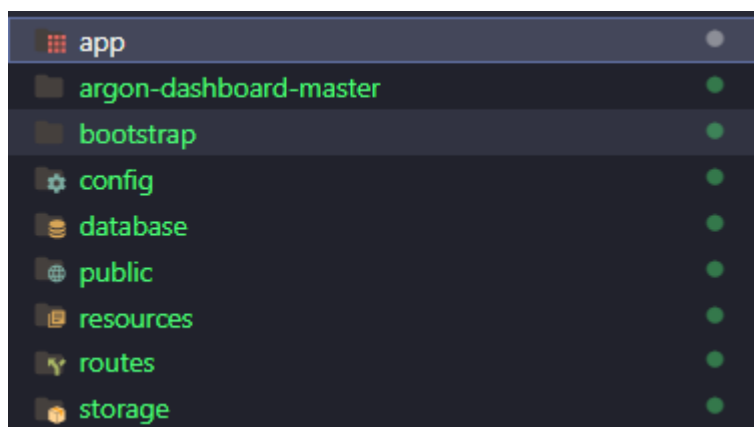 app
argon-dashboard-master
bootstrap
config
database
public
resources
routes
storage